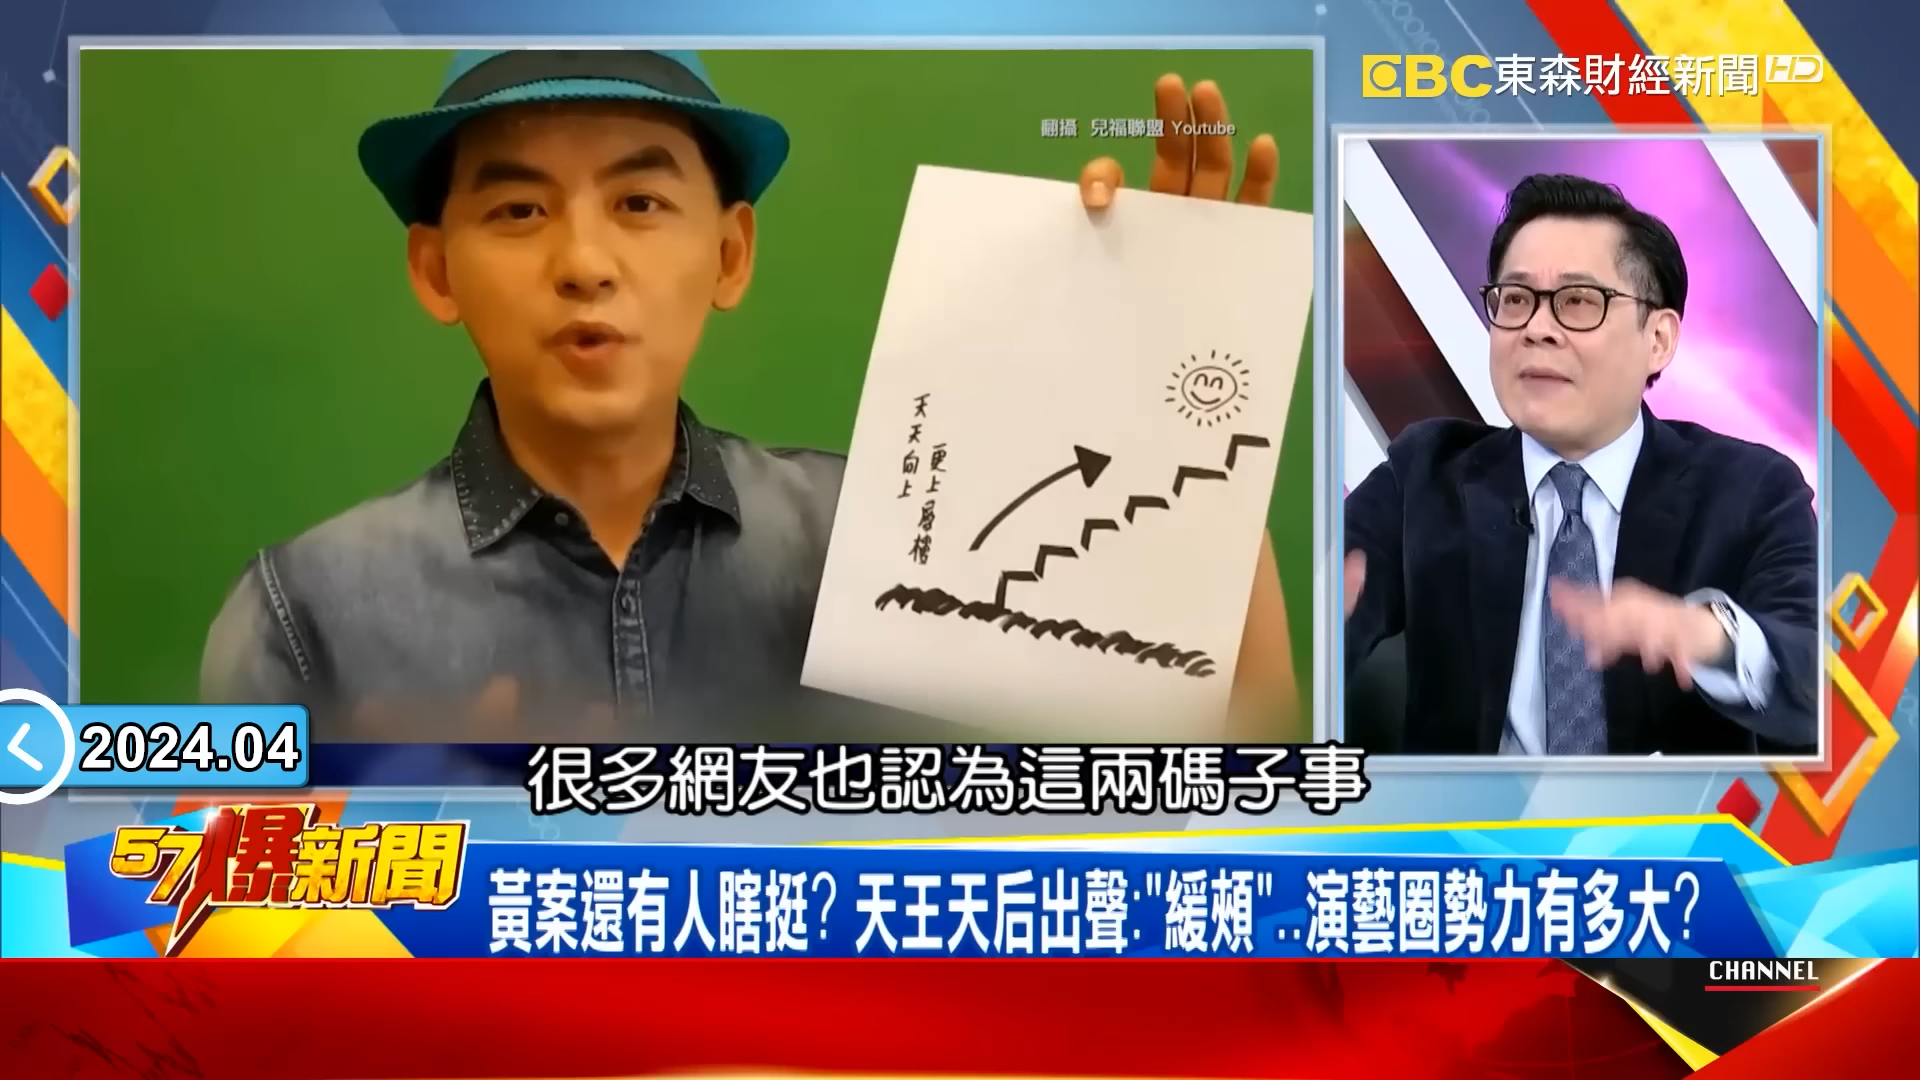 EBC東森財經新聞HD
翻攝 兒福聯盟 Youtube
天天向上
更上層樓
2024.04
很多網友也認為這兩碼子事
57爆新聞
黃案還有人瞎挺? 天王天后出聲:"緩頰"..演藝圈勢力有多大?
CHANNEL